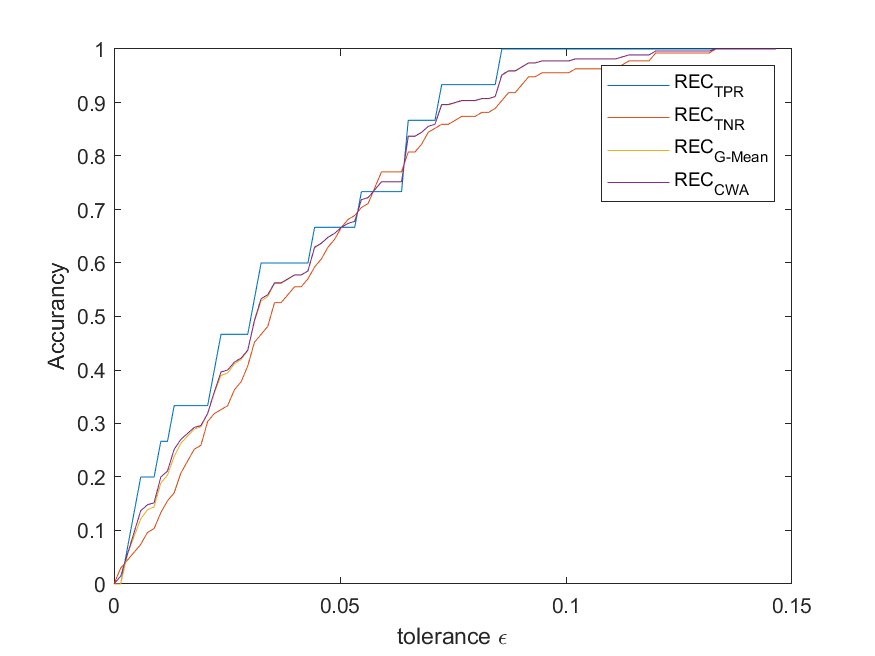 1
0.9
0.8
0.7
0.6
0.5
0.4
0.3
0.2
0.1
0
Accurancy
REC_TPR
REC_TNR
REC_G-Mean
REC_CWA
0 0.05 0.1 0.15
tolerance ϵ